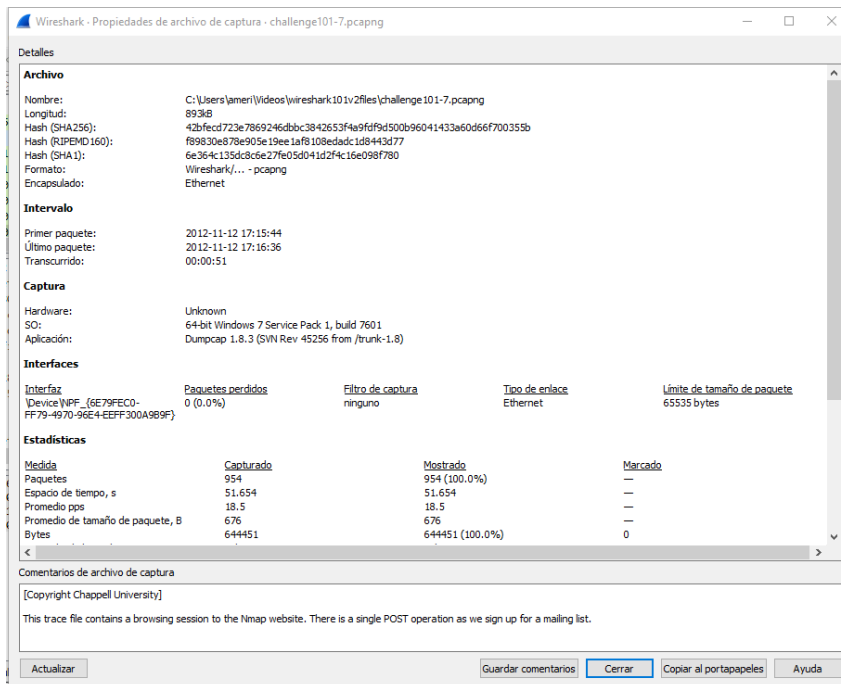 Wireshark · Propiedades de archivo de captura · challenge101-7.pcapng
Detalles
Archivo
Nombre: C:\Users\ameri\Videos\wireshark101v2files\challenge101-7.pcapng
Longitud: 893kB
Hash (SHA256): 42bfecd723e7869246dbbc3842653f4a9fdf9d500b96041433a60d66f700355b
Hash (RIPEMD160): f89830e878e905e19ee1af8108edadc1d8443d77
Hash (SHA1): 6e364c135dc8c6e27fe05d041d2f4c16e098f780
Formato: Wireshark/... - pcapng
Encapsulado: Ethernet
Intervalo
Primer paquete: 2012-11-12 17:15:44
Último paquete: 2012-11-12 17:16:36
Transcurrido: 00:00:51
Captura
Hardware: Unknown
SO: 64-bit Windows 7 Service Pack 1, build 7601
Aplicación: Dumpcap 1.8.3 (SVN Rev 45256 from /trunk-1.8)
Interfaces
Interfaz Paquetes perdidos Filtro de captura Tipo de enlace Límite de tamaño de paquete
\Device\NPF_{6E79FEC0- 0 (0.0%) ninguno Ethernet 65535 bytes
FF79-4970-96E4-EEFF300A9B9F}
Estadísticas
Medida Capturado Mostrado Marcado
Paquetes 954 954 (100.0%) —
Espacio de tiempo, s 51.654 51.654 —
Promedio pps 18.5 18.5 —
Promedio de tamaño de paquete, B 676 676 —
Bytes 644451 644451 (100.0%) 0
Comentarios de archivo de captura
[Copyright Chappell University]
This trace file contains a browsing session to the Nmap website. There is a single POST operation as we sign up for a mailing list.
Actualizar Guardar comentarios Cerrar Copiar al portapapeles Ayuda